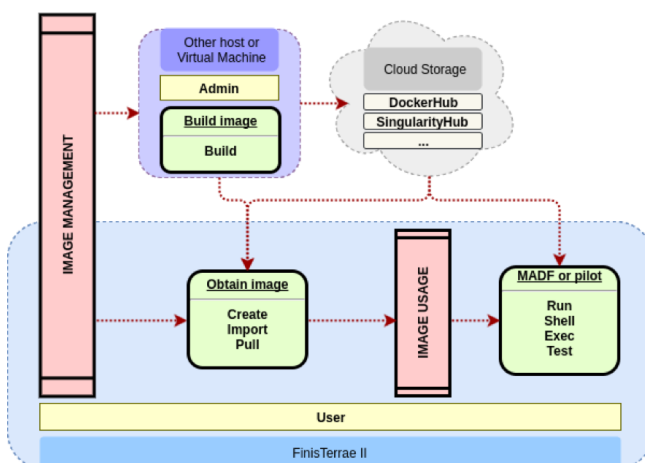 IMAGE MANAGEMENT
Other host or
Virtual Machine
Admin
Build image
Build
Cloud Storage
DockerHub
SingularityHub
...
Obtain image
Create
Import
Pull
IMAGE USAGE
MADF or pilot
Run
Shell
Exec
Test
User
FinisTerrae II